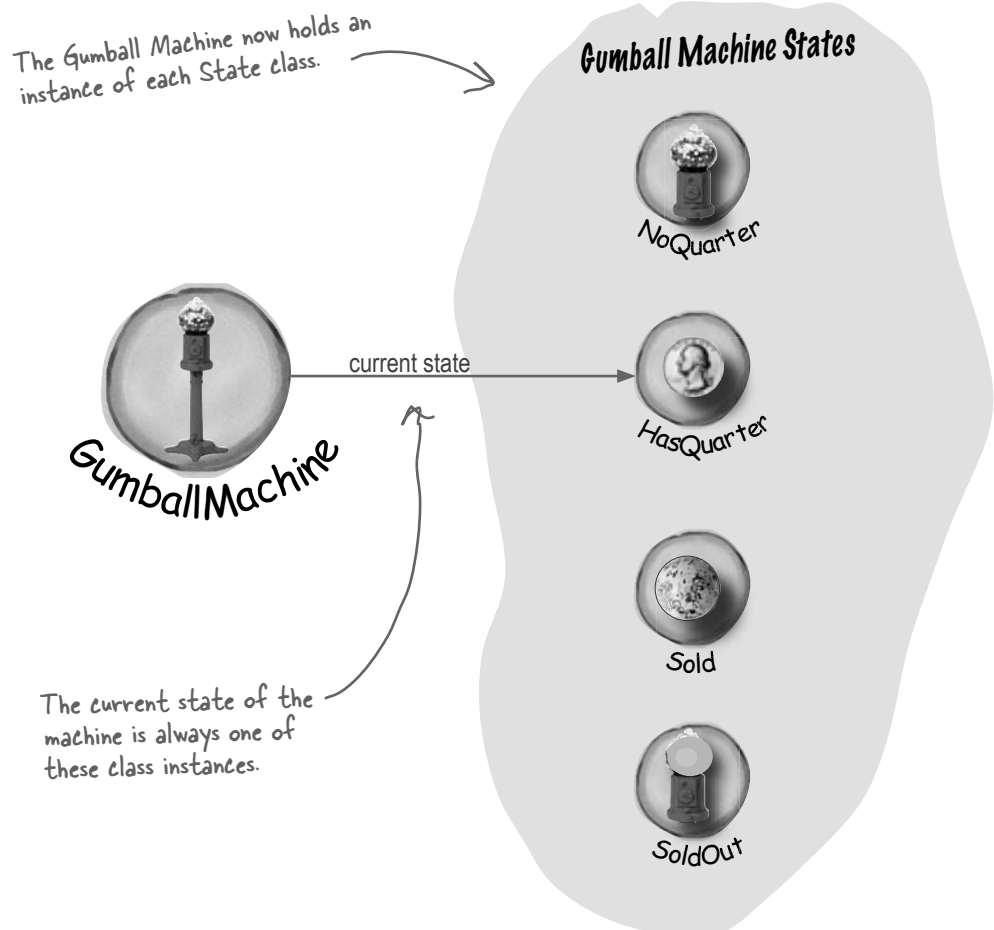 The Gumball Machine now holds an
instance of each State class.
Gumball Machine States
NoQuarter
current state
HasQuarter
GumballMachine
Sold
The current state of the
machine is always one of
these class instances.
SoldOut